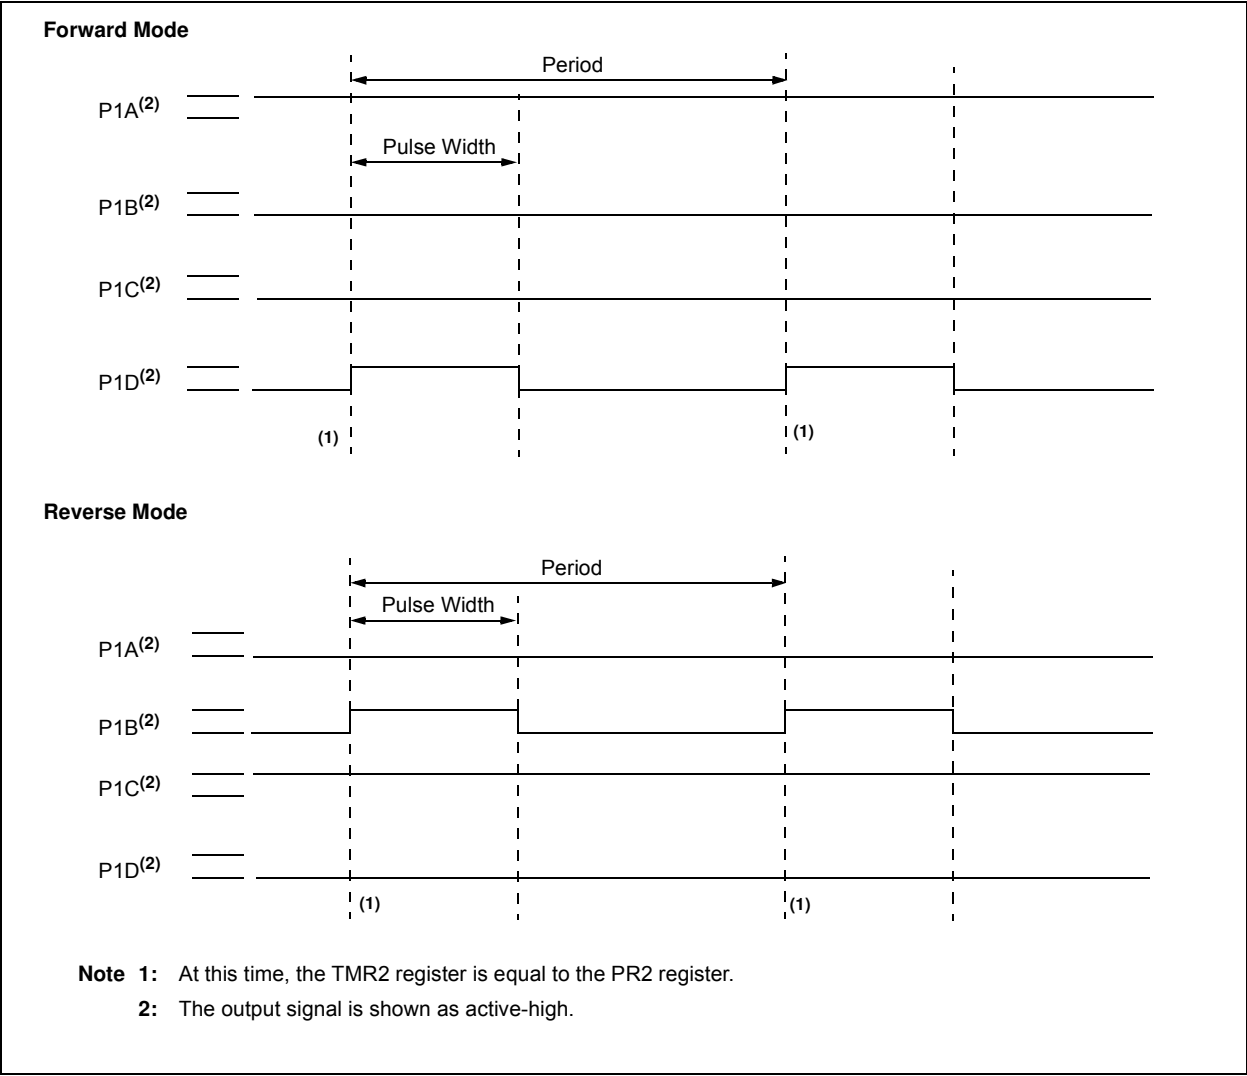 Forward Mode
Period
P1A(2)
Pulse Width
P1B(2)
P1C(2)
P1D(2)
(1) (1)
Reverse Mode
Period
Pulse Width
P1A(2)
P1B(2)
P1C(2)
P1D(2)
(1) (1)
Note 1: At this time, the TMR2 register is equal to the PR2 register.
2: The output signal is shown as active-high.